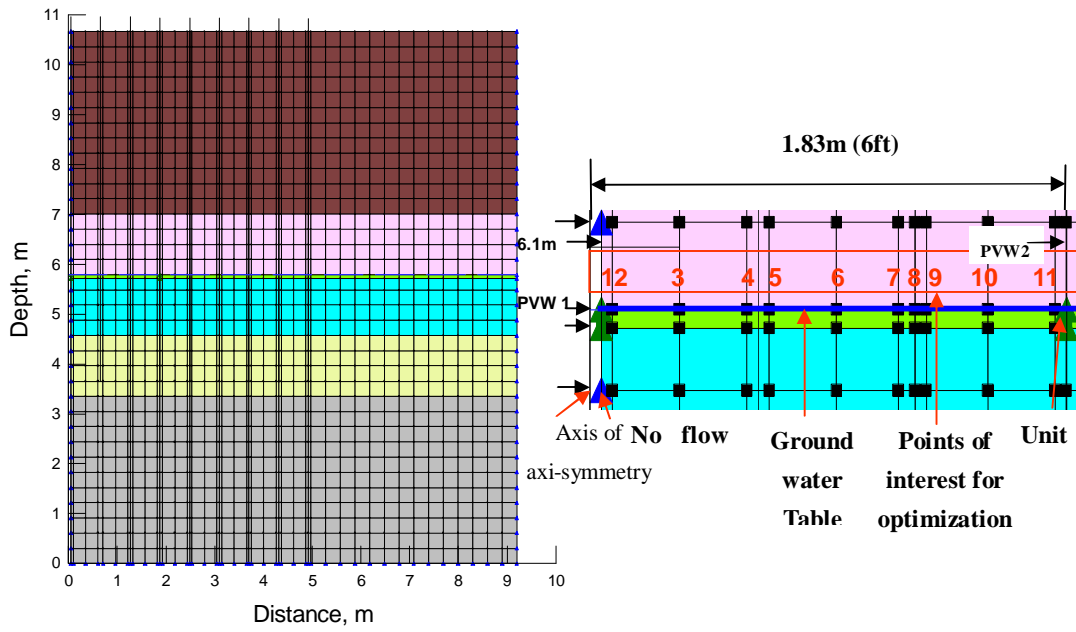 11
10
9
8
7
6
5
4
3
2
1
0
Depth, m
0 1 2 3 4 5 6 7 8 9 10
Distance, m
1.83m (6ft)
6.1m
PVW2
12 3 4 5 6 7 8 9 10 11
PVW 1
Axis of
axi-symmetry
No flow
Ground
water
Table
Points of
interest for
optimization
Unit